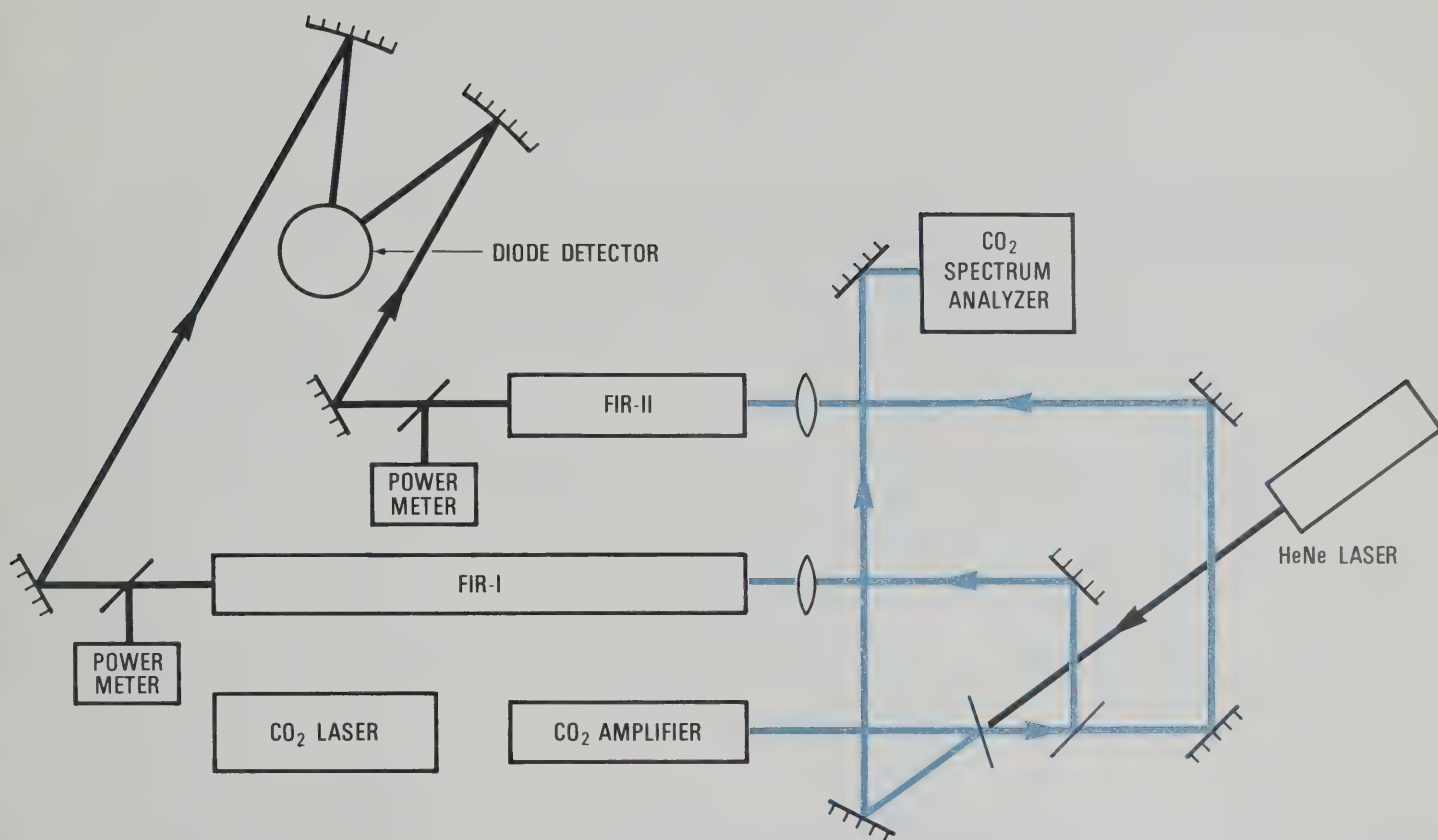 CO₂
SPECTRUM
ANALYZER
DIODE DETECTOR
FIR-II
POWER
METER
HeNe LASER
FIR-I
POWER
METER
CO₂ LASER
CO₂ AMPLIFIER